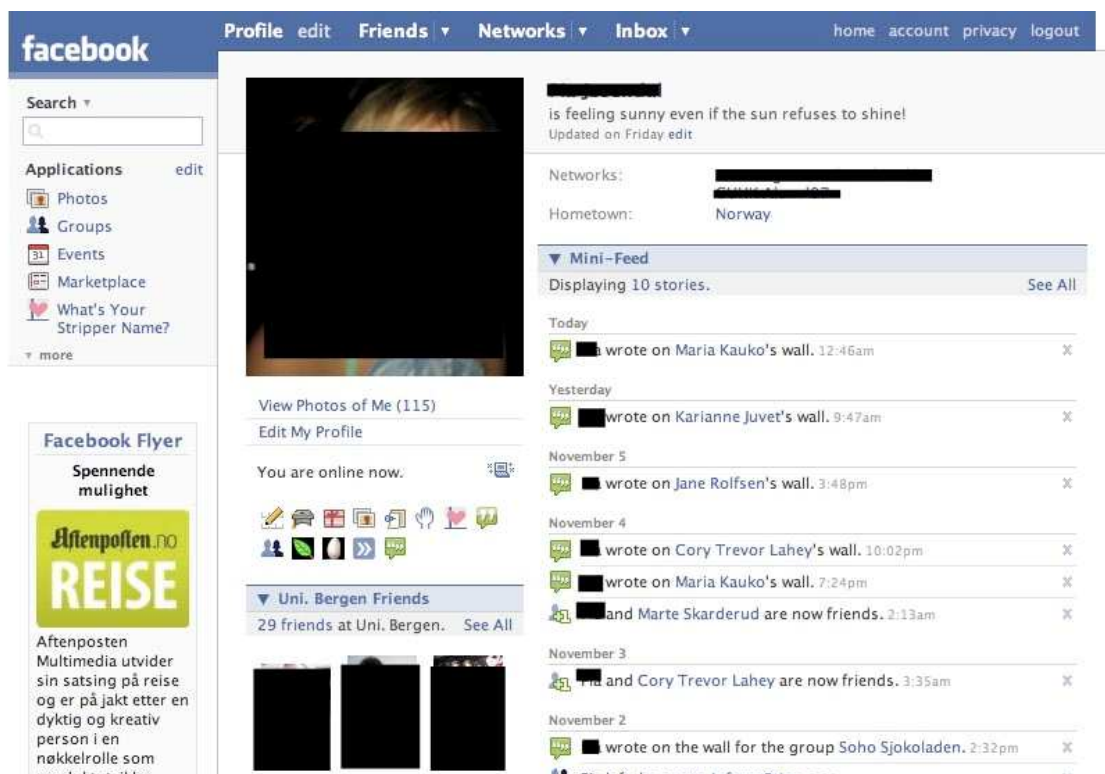 facebook
Profile edit Friends Networks Inbox home account privacy logout
Search
Applications edit
Photos
Groups
31 Events
Marketplace
What's Your
Stripper Name?
more
Facebook Flyer
Spennende
mulighet
Aftenposten.no
REISE
Aftenposten
Multimedia utvider
sin satsing på reise
og er på jakt etter en
dyktig og kreativ
person i en
nøkkelrolle som
View Photos of Me (115)
Edit My Profile
You are online now.
Uni. Bergen Friends
29 friends at Uni. Bergen. See All
is feeling sunny even if the sun refuses to shine!
Updated on Friday edit
Networks:
Hometown: Norway
Mini-Feed
Displaying 10 stories. See All
Today
wrote on Maria Kauko's wall. 12:46am x
Yesterday
wrote on Karianne Juvet's wall. 9:47am x
November 5
wrote on Jane Rolfsen's wall. 3:48pm x
November 4
wrote on Cory Trevor Lahey's wall. 10:02pm x
wrote on Maria Kauko's wall. 7:24pm x
and Marte Skarderud are now friends. 2:13am x
November 3
and Cory Trevor Lahey are now friends. 3:35am x
November 2
wrote on the wall for the group Soho Sjokoladen. 2:32pm x